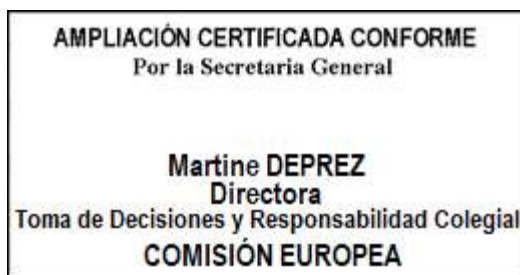 AMPLIACIÓN CERTIFICADA CONFORME
Por la Secretaria General
Martine DEPREZ
Directora
Toma de Decisiones y Responsabilidad Colegial
COMISIÓN EUROPEA